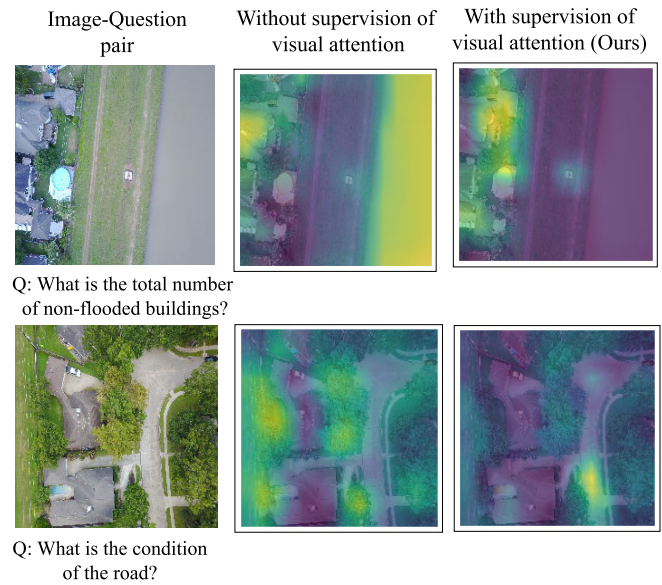 Image-Question
pair
Without supervision of
visual attention
With supervision of
visual attention (Ours)
Q: What is the total number
of non-flooded buildings?
Q: What is the condition
of the road?